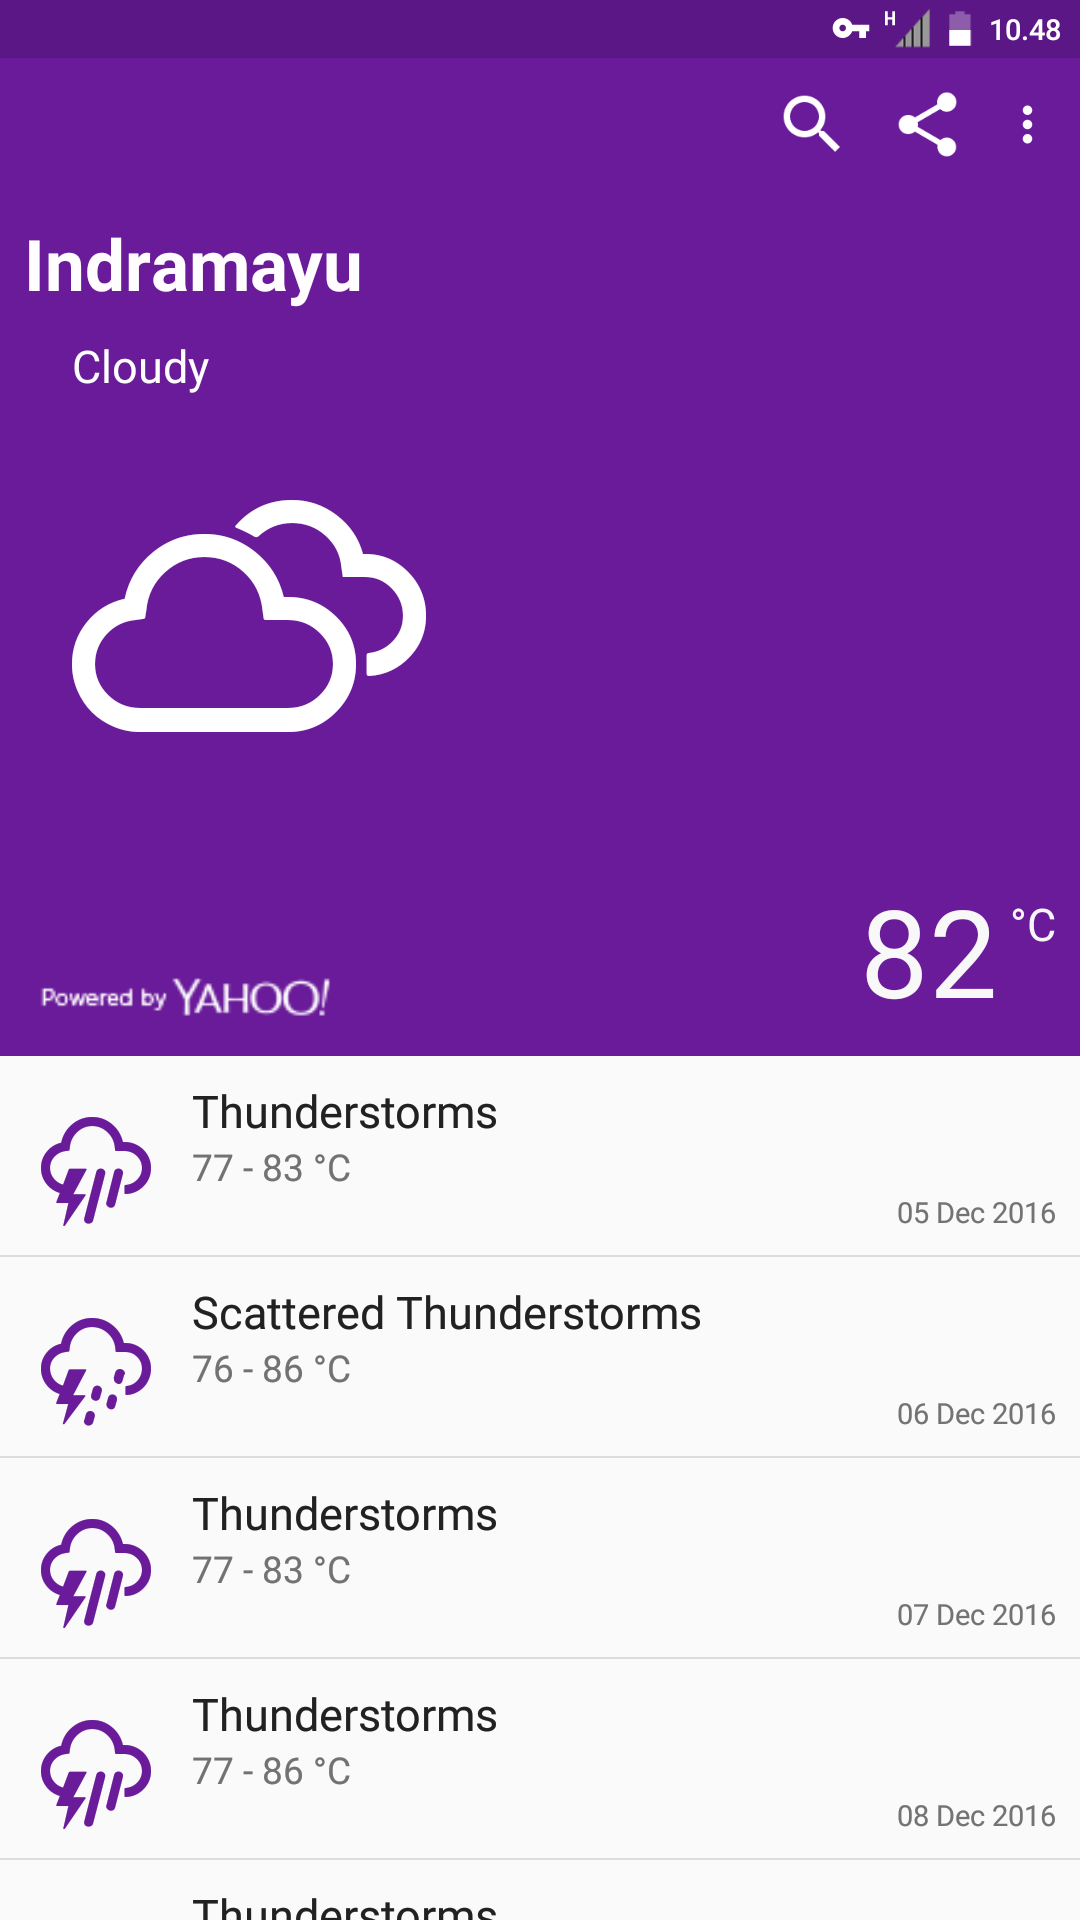 H 10.48
Indramayu
Cloudy
82 °C
Powered by YAHOO!
Thunderstorms
77 - 83 °C
05 Dec 2016
Scattered Thunderstorms
76 - 86 °C
06 Dec 2016
Thunderstorms
77 - 83 °C
07 Dec 2016
Thunderstorms
77 - 86 °C
08 Dec 2016
Thunderstorms